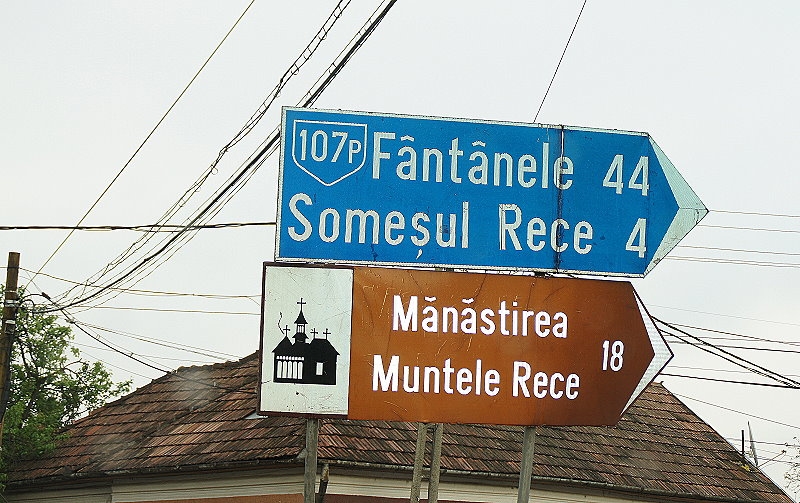 107P Fântânele 44
Someșul Rece 4
Mănăstirea
Muntele Rece 18